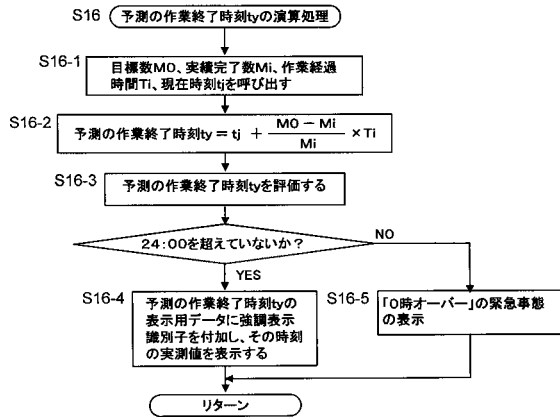 S16
予測の作業終了時刻tyの演算処理
S16-1
目標数M0、実績完了数Mi、作業経過
時間Ti、現在時刻tjを呼び出す
S16-2
予測の作業終了時刻ty = tj + M0 - Mi / Mi × Ti
S16-3
予測の作業終了時刻tyを評価する
24:00を超えていないか？
NO
YES
S16-4
予測の作業終了時刻tyの
表示用データに強調表示
識別子を付加し、その時刻
の実測値を表示する
S16-5
「0時オーバー」の緊急事態
の表示
リターン